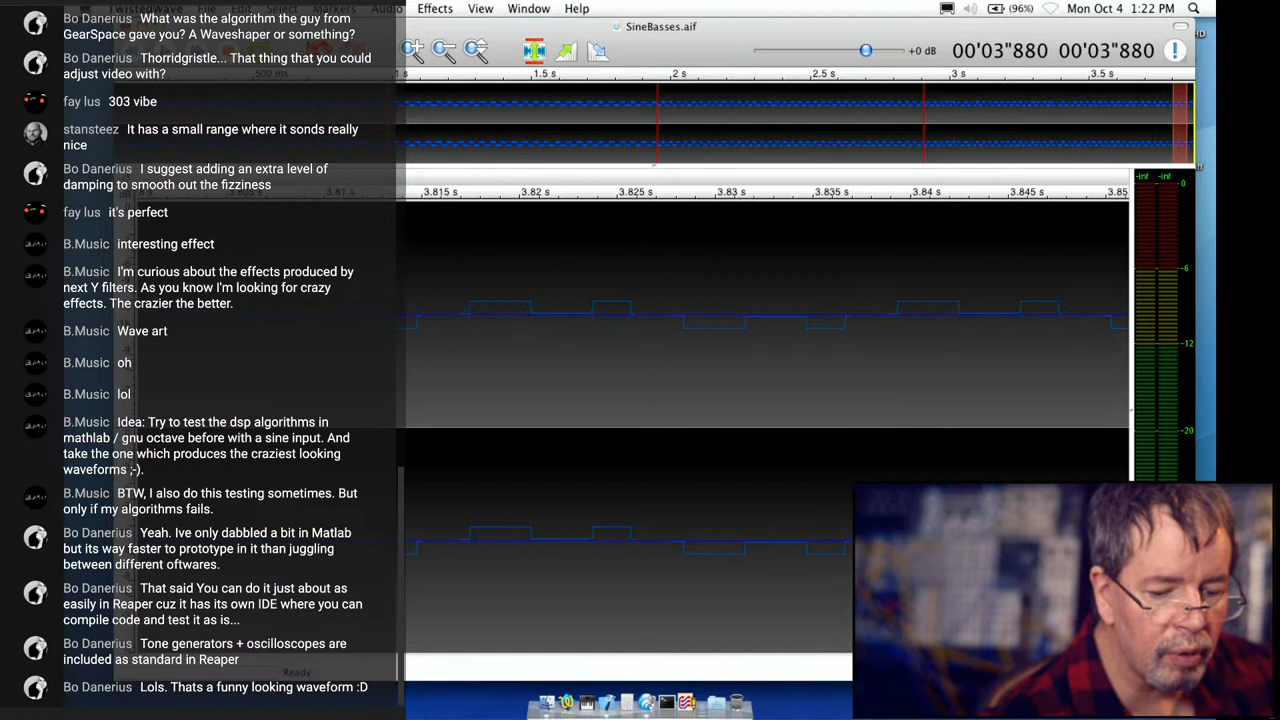 TwistedWave File Edit Select Markers Audio Effects View Window Help
(96%) Mon Oct 4 1:22 PM
SineBasses.aif
+0 dB 00'03"880 00'03"880
500 ms 1 s 1.5 s 2 s 2.5 s 3 s 3.5 s
3.81 s 3.815 s 3.82 s 3.825 s 3.83 s 3.835 s 3.84 s 3.845 s 3.85
-inf -inf 0
-6
-12
-20
Bo Danerius What was the algorithm the guy from
GearSpace gave you? A Waveshaper or something?
Bo Danerius Thorridgristle... That thing that you could
adjust video with?
fay lus 303 vibe
stansteez It has a small range where it sonds really
nice
Bo Danerius I suggest adding an extra level of
damping to smooth out the fizziness
fay lus it's perfect
B.Music interesting effect
B.Music I'm curious about the effects produced by
next Y filters. As you know I'm looking for crazy
effects. The crazier the better.
B.Music Wave art
B.Music oh
B.Music lol
B.Music Idea: Try to test the dsp algorithms in
mathlab / gnu octave before with a sine input. And
take the one which produces the craziest looking
waveforms ;-).
B.Music BTW, I also do this testing sometimes. But
only if my algorithms fails.
Bo Danerius Yeah. Ive only dabbled a bit in Matlab
but its way faster to prototype in it than juggling
between different oftwares.
Bo Danerius That said You can do it just about as
easily in Reaper cuz it has its own IDE where you can
compile code and test it as is...
Bo Danerius Tone generators + oscilloscopes are
included as standard in Reaper
Ready
Bo Danerius Lols. Thats a funny looking waveform :D